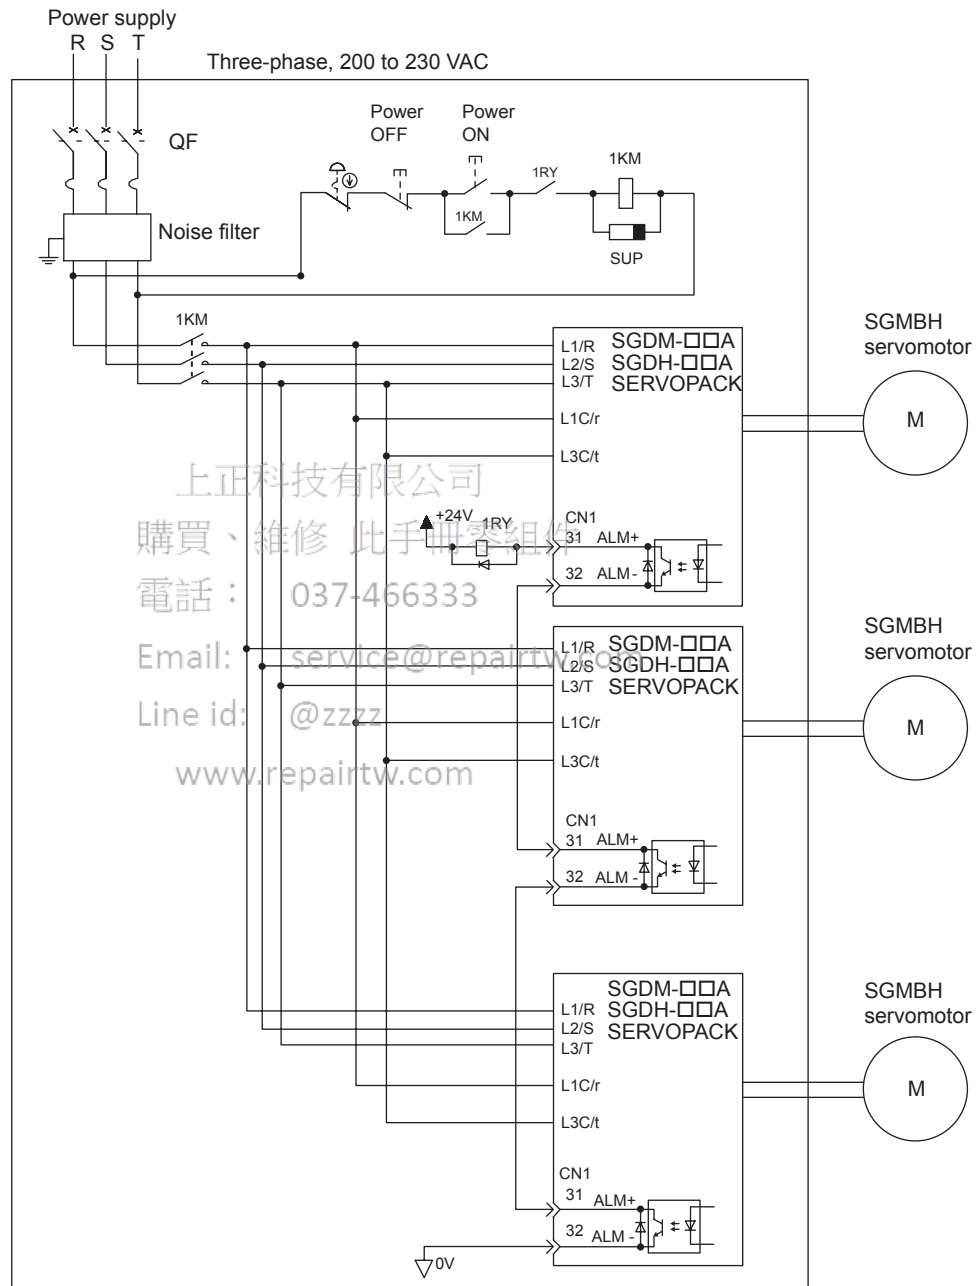 Power supply
R S T
Three-phase, 200 to 230 VAC
QF
Power
OFF
Power
ON
1KM
1RY
1KM
SUP
Noise filter
1KM
L1/R
L2/S
L3/T
L1C/r
L3C/t
SGDM-□□A
SGDH-□□A
SERVOPACK
SGMBH
servomotor
M
+24V
1RY
CN1
31 ALM+
32 ALM -
上正科技有限公司
購買、維修 此手冊零組件
電話： 037-466333
Email: service@repairtw.com
Line id: @zzzz
www.repairtw.com
L1/R
L2/S
L3/T
L1C/r
L3C/t
SGDM-□□A
SGDH-□□A
SERVOPACK
SGMBH
servomotor
M
CN1
31 ALM+
32 ALM -
L1/R
L2/S
L3/T
L1C/r
L3C/t
SGDM-□□A
SGDH-□□A
SERVOPACK
SGMBH
servomotor
M
CN1
31 ALM+
32 ALM -
0V